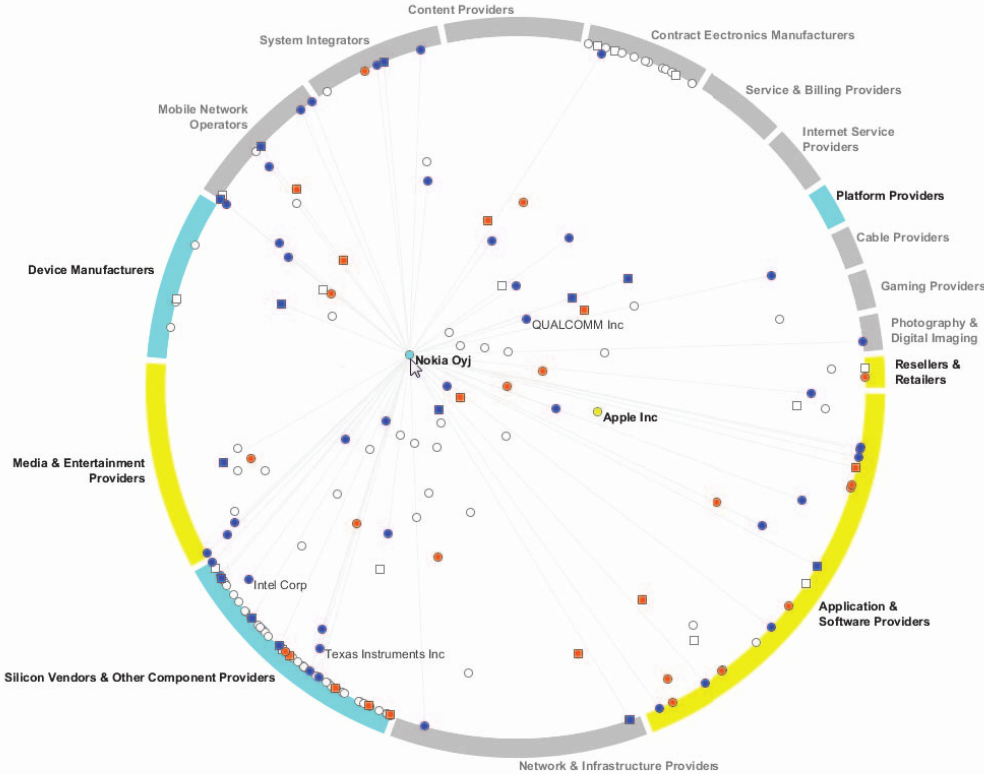 Content Providers
System Integrators
Contract Eectronics Manufacturers
Service & Billing Providers
Mobile Network
Operators
Internet Service
Providers
Platform Providers
Cable Providers
Device Manufacturers
Gaming Providers
Photography &
Digital Imaging
QUALCOMM Inc
Nokia Oyj
Resellers &
Retailers
Apple Inc
Media & Entertainment
Providers
Intel Corp
Application &
Software Providers
Texas Instruments Inc
Silicon Vendors & Other Component Providers
Network & Infrastructure Providers